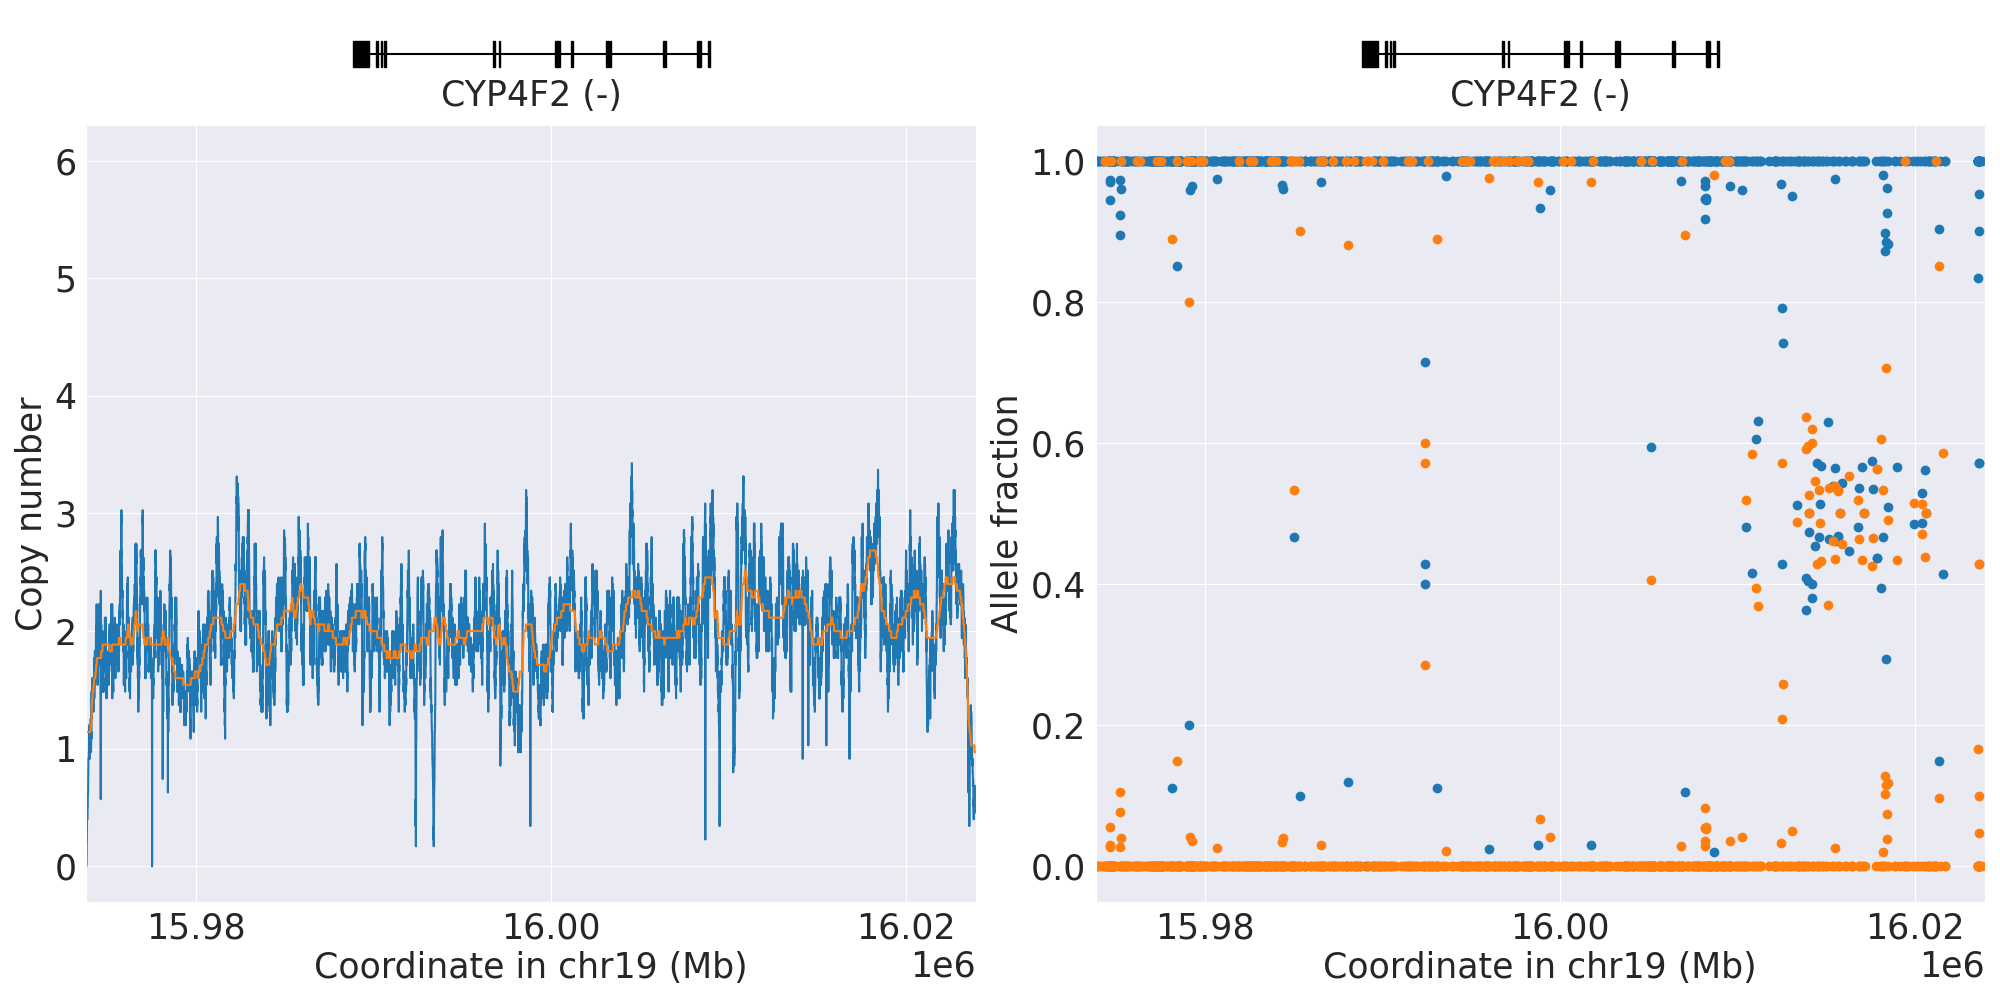 CYP4F2 (-)
6
5
4
3
2
1
0
Copy number
15.98
16.00
16.02
Coordinate in chr19 (Mb)
1e6
CYP4F2 (-)
1.0
0.8
0.6
0.4
0.2
0.0
Allele fraction
15.98
16.00
16.02
Coordinate in chr19 (Mb)
1e6